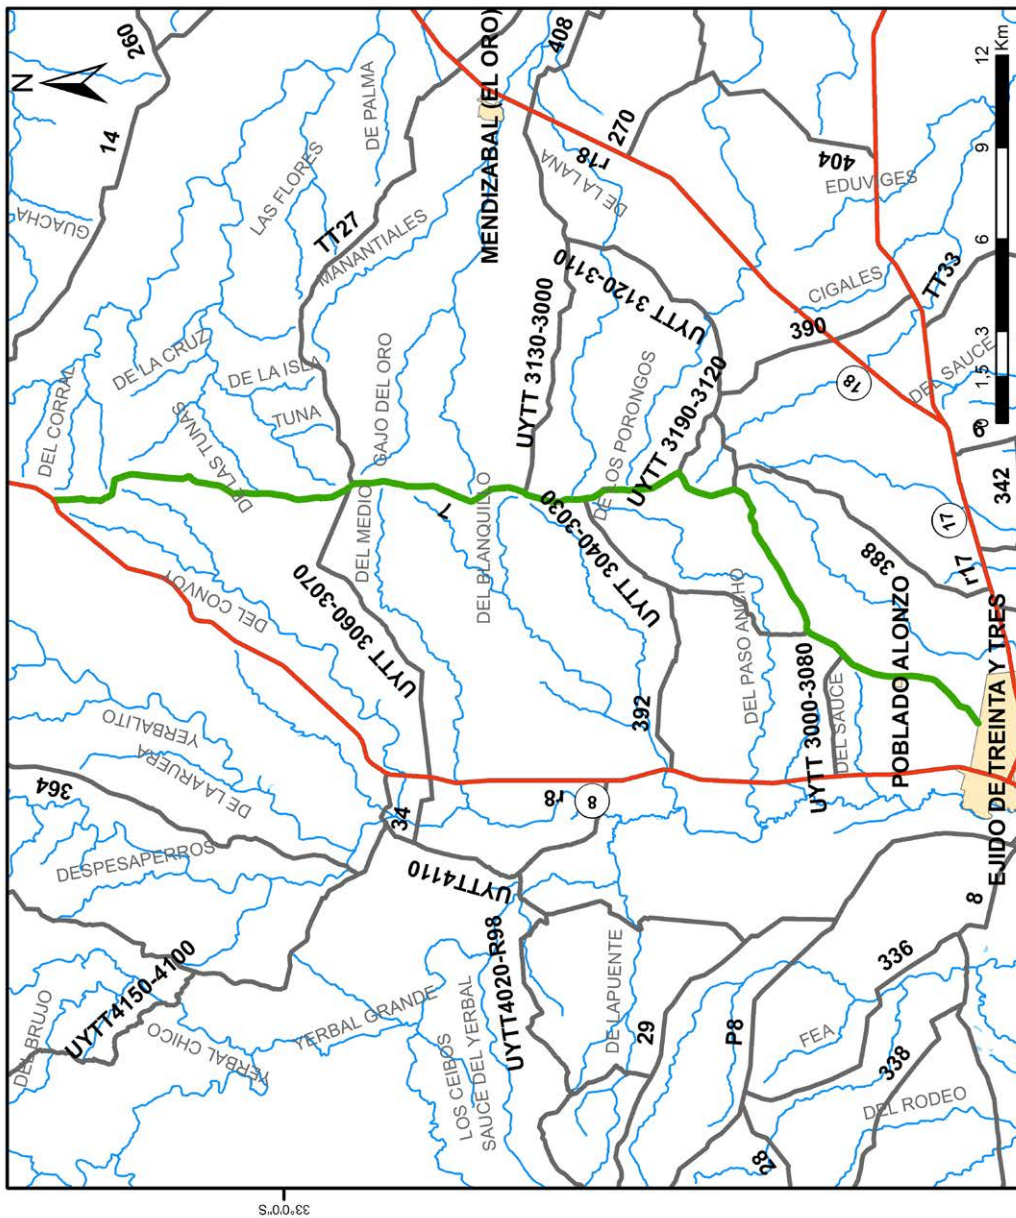 N
260
14
GUACHA
408
DE PALMA
MENDIZABAL (EL ORO)
LAS FLORES
TT27
MANANTIALES
r18
270
DE LA LANA
404
EDUVIGES
DEL CORRAL
DE LA CRUZ
DE LA ISLA
TUNA
DE LAS TUNAS
GAJO DEL ORO
UYTT 3130-3000
UYTT 3120-3110
CIGALES
390
TT33
18
DEL SAUCE
DEL CONVOY
DEL MEDIO
7
DEL BLANQUILLO
DE LOS PORONGOS
UYTT 3190-3120
UYTT 3040-3030
UYTT 3060-3070
342
17
r17
388
DEL PASO ANCHO
392
UYTT 3000-3080
DEL SAUCE
POBLADO ALONZO
EJIDO DE TREINTA Y TRES
YERBALITO
DE LA ARUERA
364
34
r8
8
DESPESAPERROS
UYTT4110
UYTT4020-R98
UYTT4150-4100
DEL BRUJO
YERBAL CHICO
YERBAL GRANDE
LOS CEIBOS
SAUCE DEL YERBAL
DE LAPUENTE
29
P8
8
336
FEA
338
DEL RODEO
28
0 1,5 3 6 9 12
Km
6
33°0'0"S